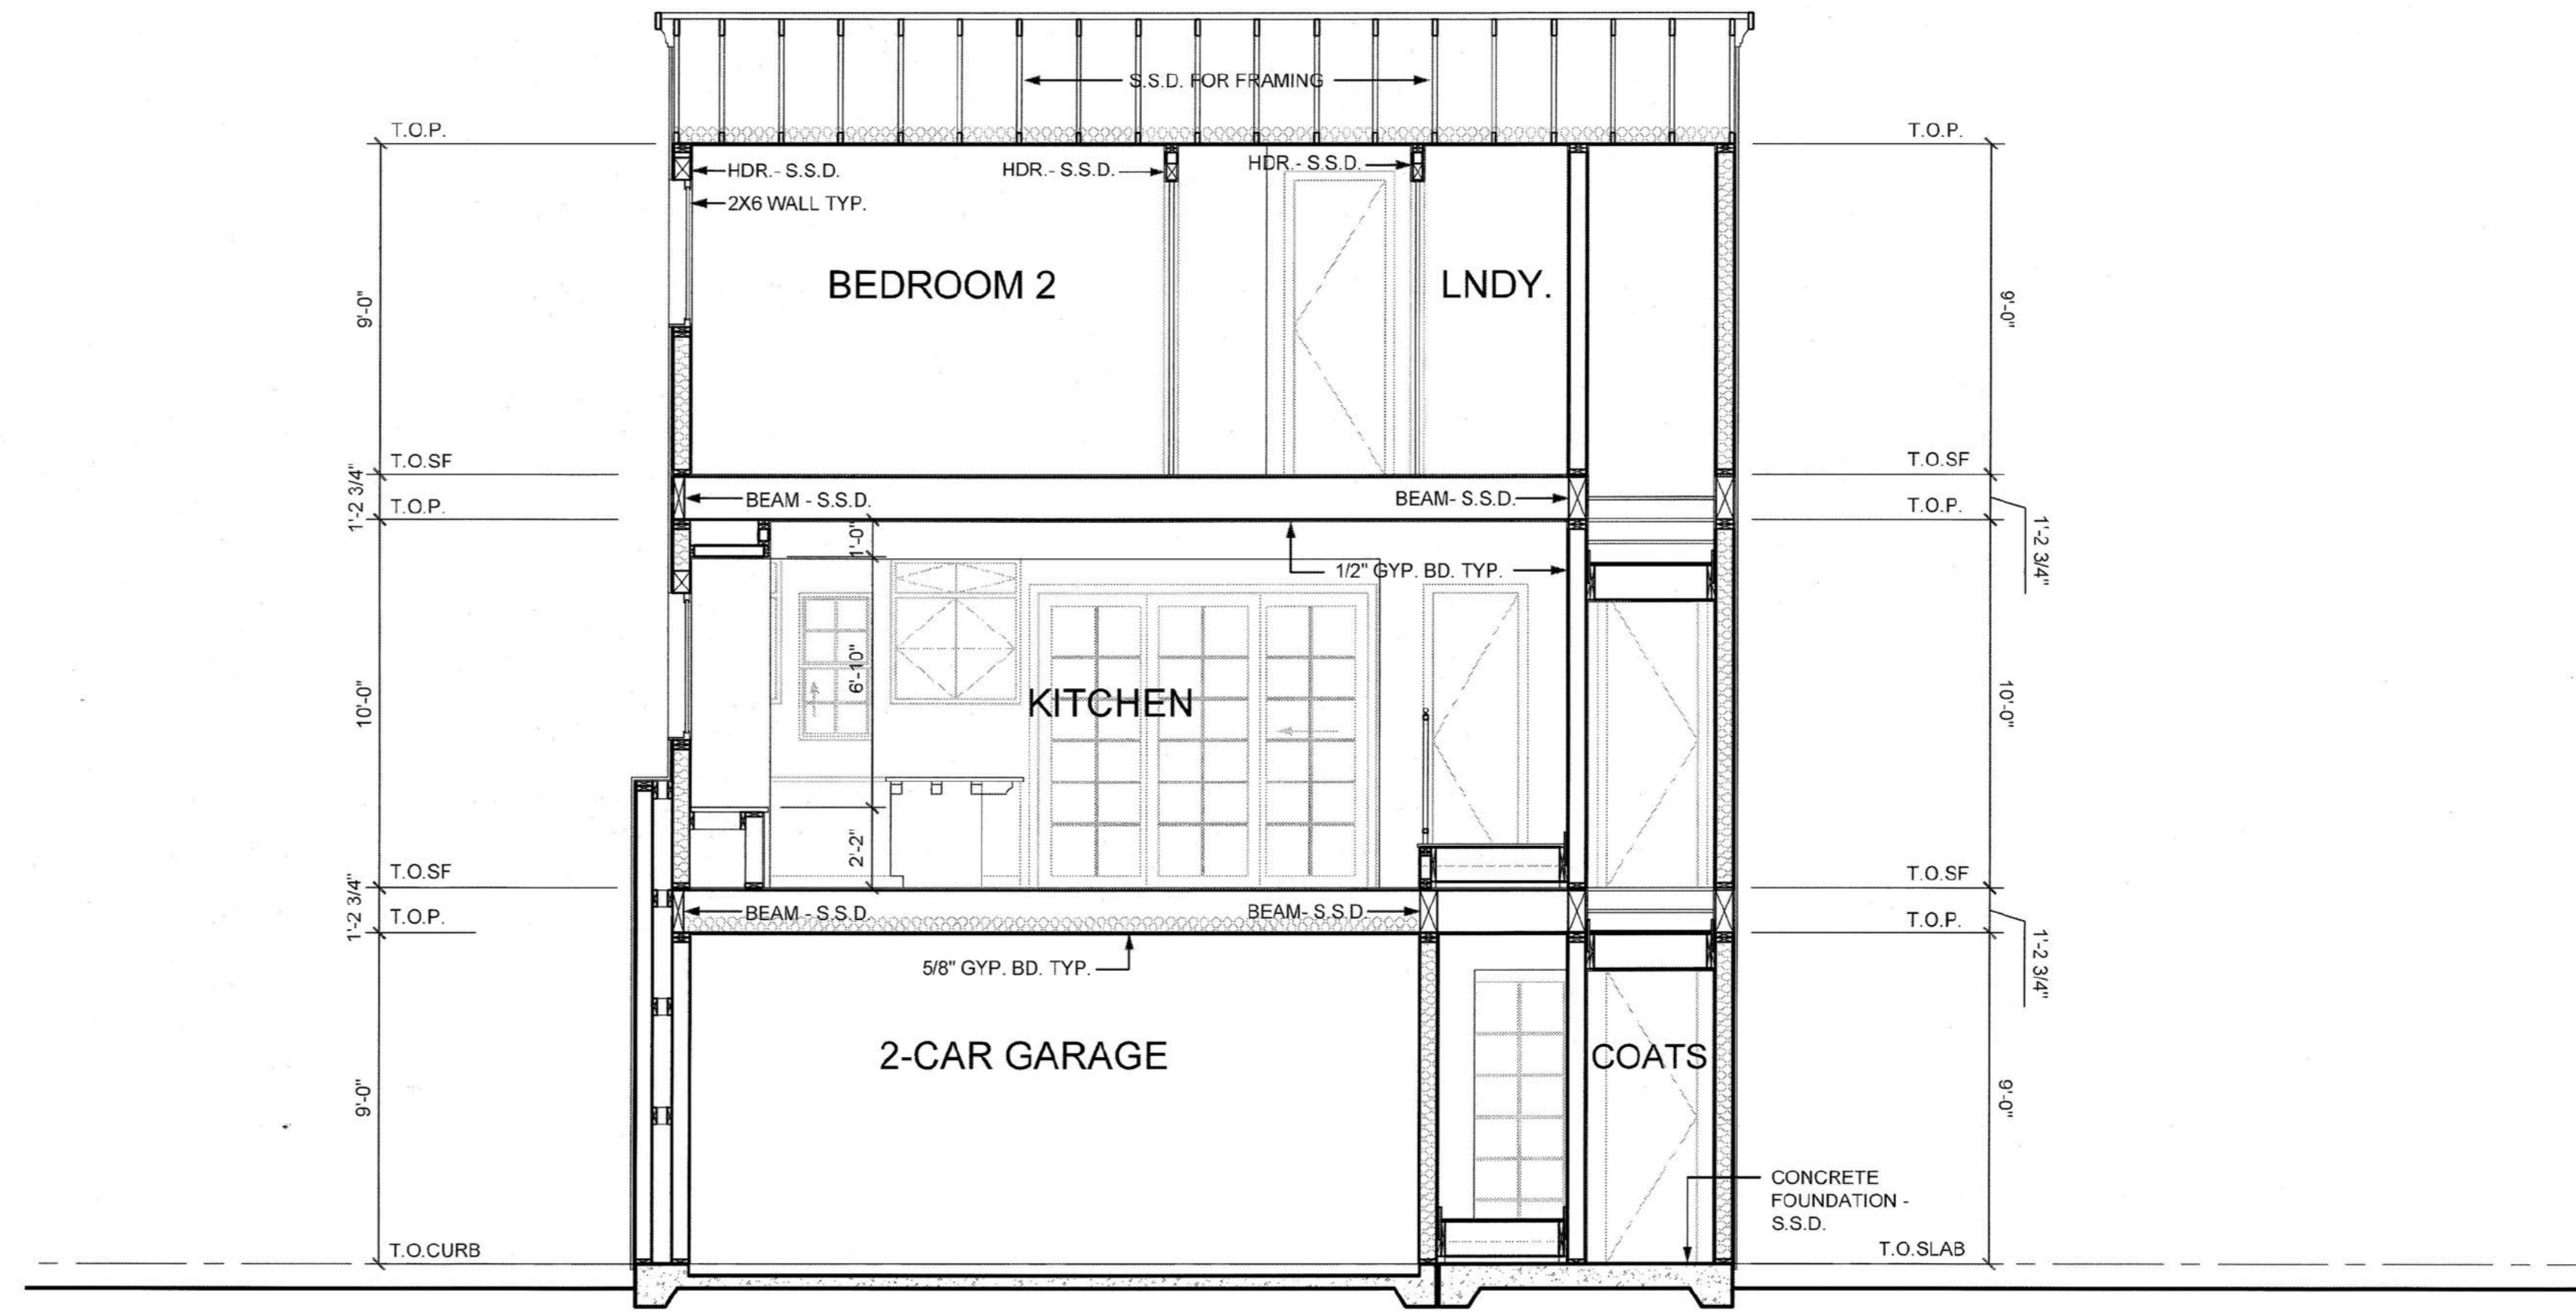 S.S.D. FOR FRAMING
T.O.P.
T.O.P.
HDR.- S.S.D.
HDR.- S.S.D.
HDR.- S.S.D.
2X6 WALL TYP.
BEDROOM 2
LNDY.
9'-0"
9'-0"
T.O.SF
T.O.SF
1'-2 3/4"
BEAM - S.S.D.
BEAM- S.S.D.
T.O.P.
T.O.P.
1'-2 3/4"
1'-0"
1/2" GYP. BD. TYP.
6'-10"
10'-0"
KITCHEN
10'-0"
2'-2"
T.O.SF
T.O.SF
1'-2 3/4"
BEAM - S.S.D.
BEAM- S.S.D.
T.O.P.
T.O.P.
1'-2 3/4"
5/8" GYP. BD. TYP.
2-CAR GARAGE
COATS
9'-0"
9'-0"
CONCRETE
FOUNDATION -
S.S.D.
T.O.CURB
T.O.SLAB